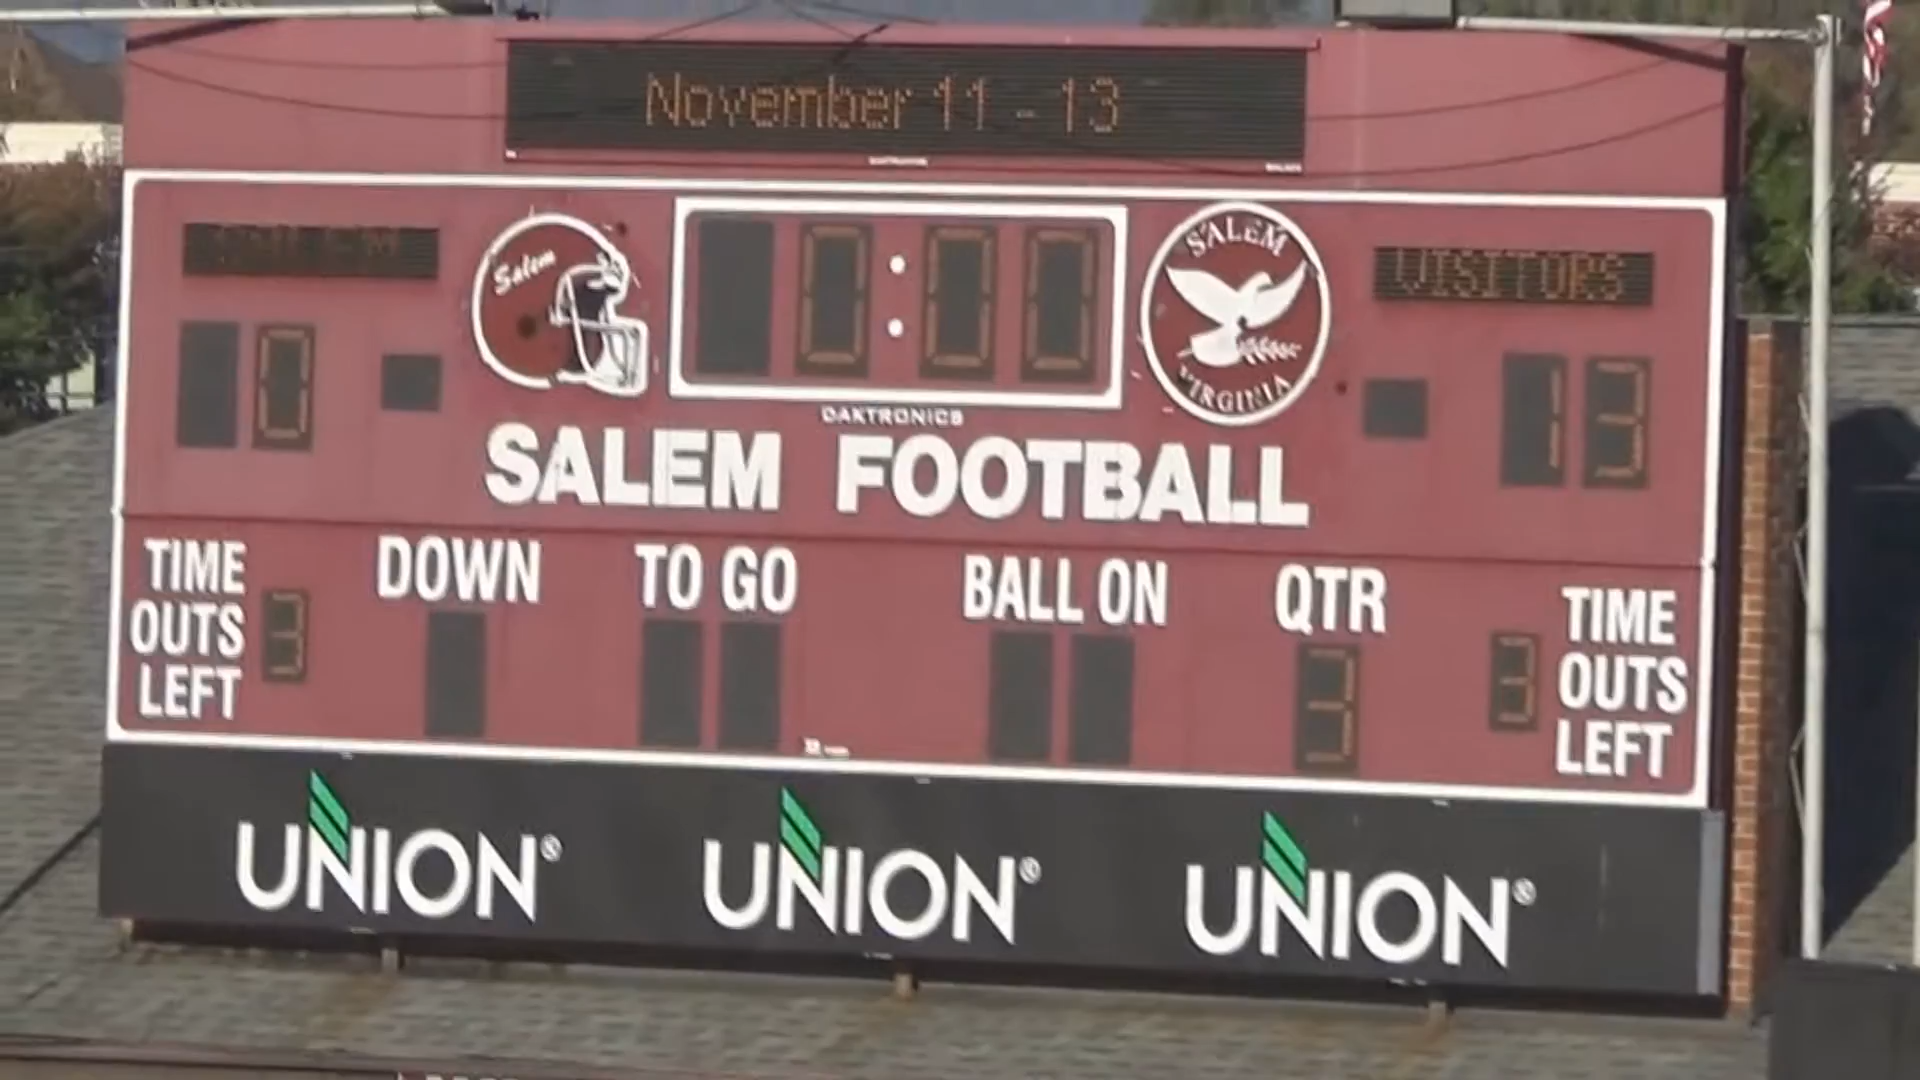 November 11 - 13
SALEM
Salem
0:00
SALEM
VIRGINIA
VISITORS
0
13
DAKTRONICS
SALEM FOOTBALL
TIME OUTS LEFT
3
DOWN
TO GO
BALL ON
QTR
3
3
TIME OUTS LEFT
UNION®
UNION®
UNION®